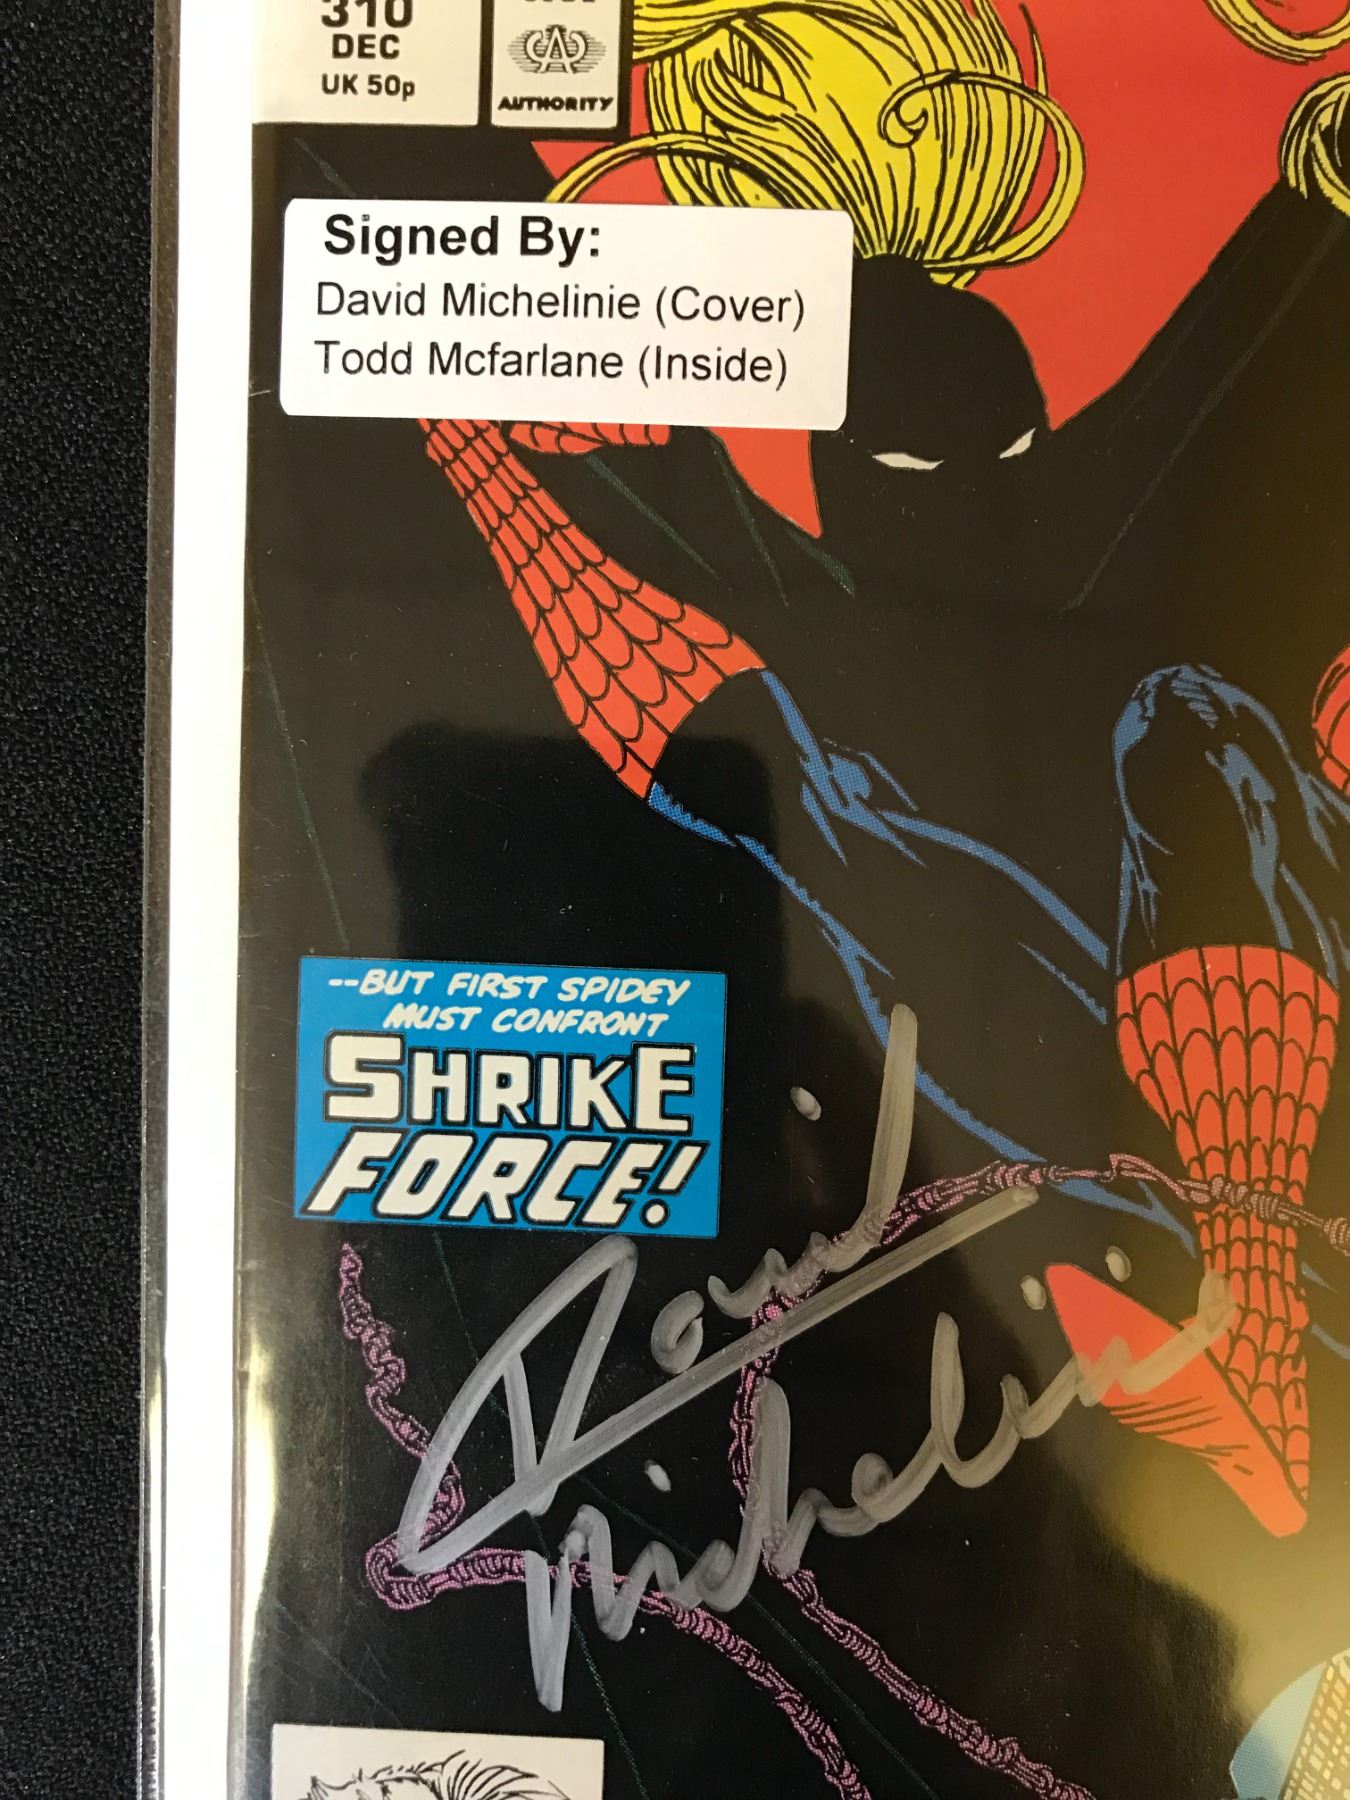 310
DEC
UK 50p
AUTHORITY
Signed By:
David Michelinie (Cover)
Todd Mcfarlane (Inside)
--BUT FIRST SPIDEY
MUST CONFRONT
SHRIKE
FORCE!
David
Michelinie